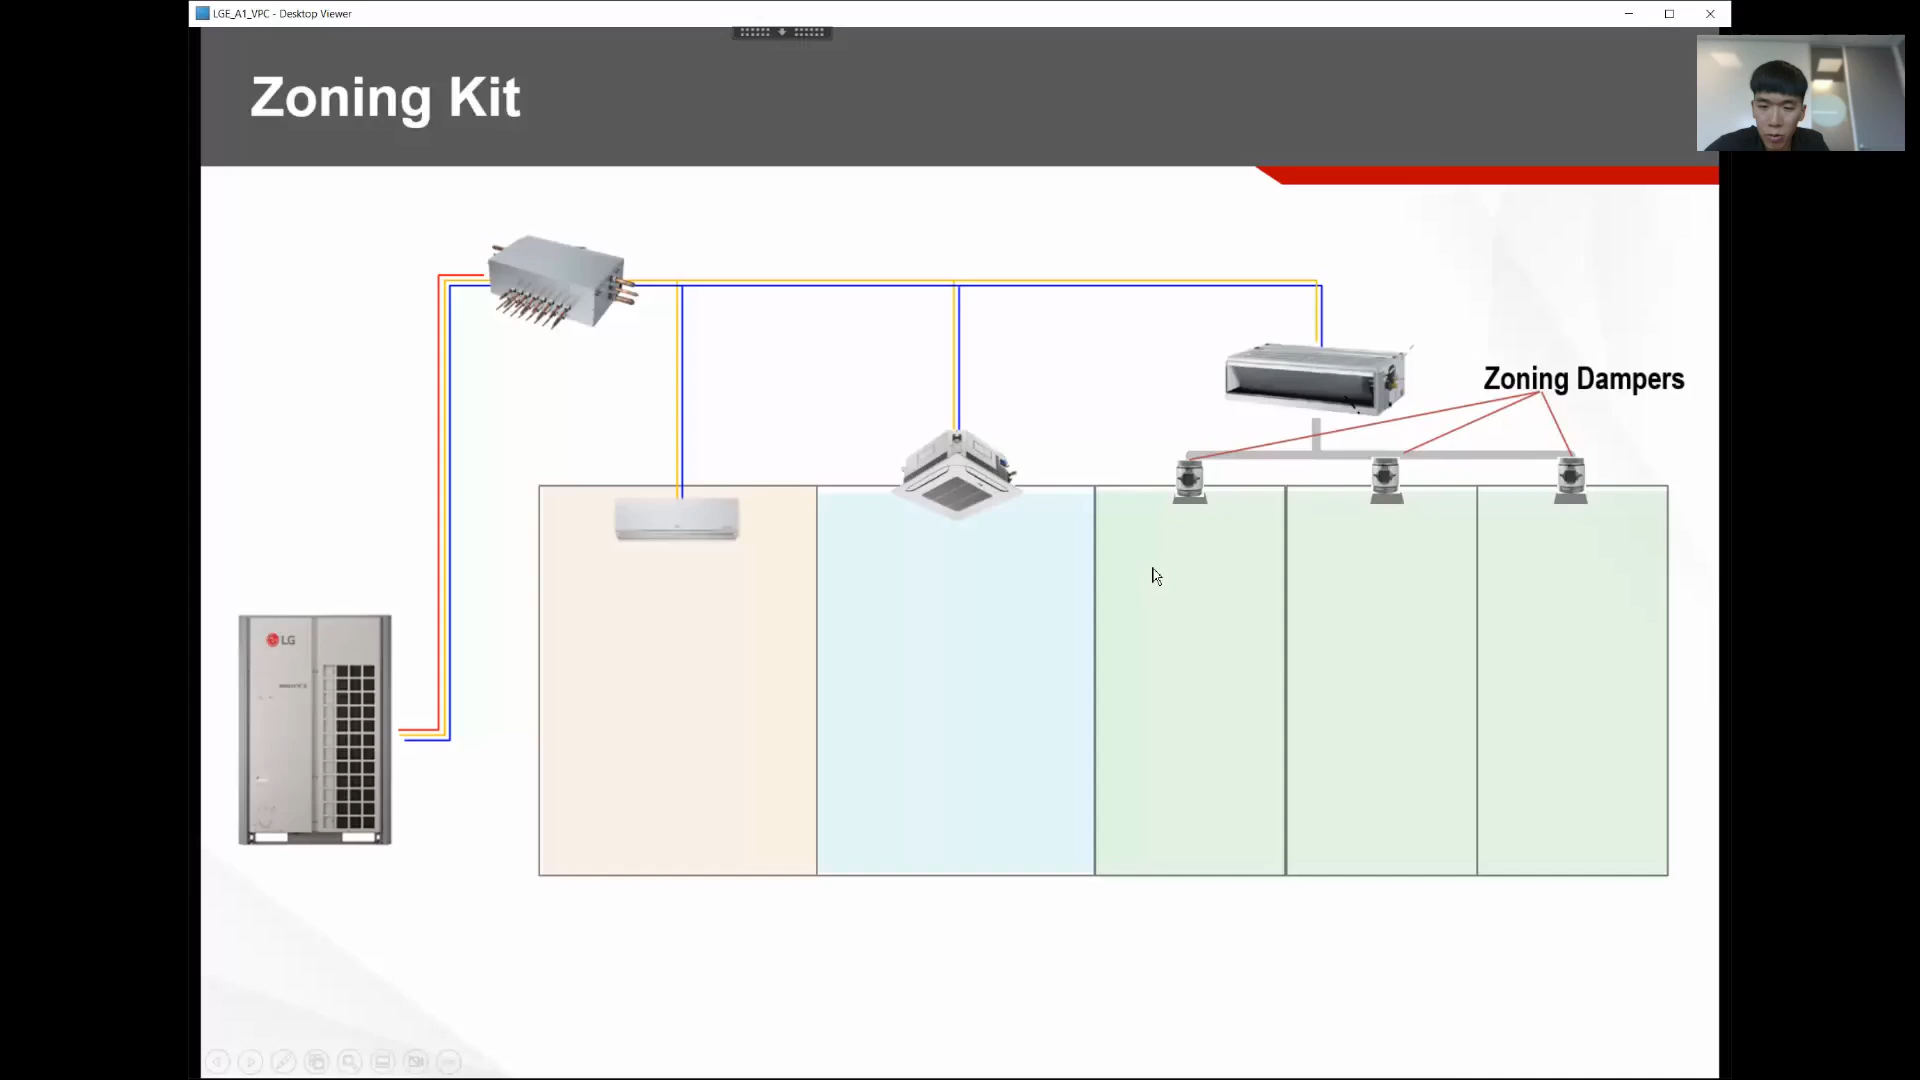 LGE_A1_VPC - Desktop Viewer
Zoning Kit
Zoning Dampers
LG